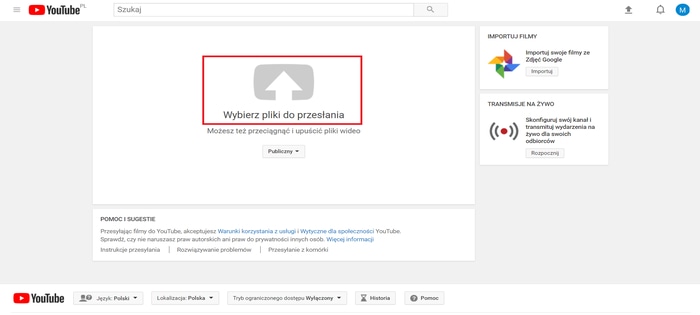 YouTube PL
Szukaj
M
Wybierz pliki do przesłania
Możesz też przeciągnąć i upuścić pliki wideo
Publiczny
IMPORTUJ FILMY
Importuj swoje filmy ze
Zdjęć Google
Importuj
TRANSMISJE NA ŻYWO
Skonfiguruj swój kanał i
transmituj wydarzenia na
żywo dla swoich
odbiorców
Rozpocznij
POMOC I SUGESTIE
Przesyłając filmy do YouTube, akceptujesz Warunki korzystania z usługi i Wytyczne dla społeczności YouTube.
Sprawdź, czy nie naruszasz praw autorskich ani praw do prywatności innych osób. Więcej informacji
Instrukcje przesyłania Rozwiązywanie problemów Przesyłanie z komórki
YouTube Język: Polski Lokalizacja: Polska Tryb ograniczonego dostępu Wyłączony Historia Pomoc